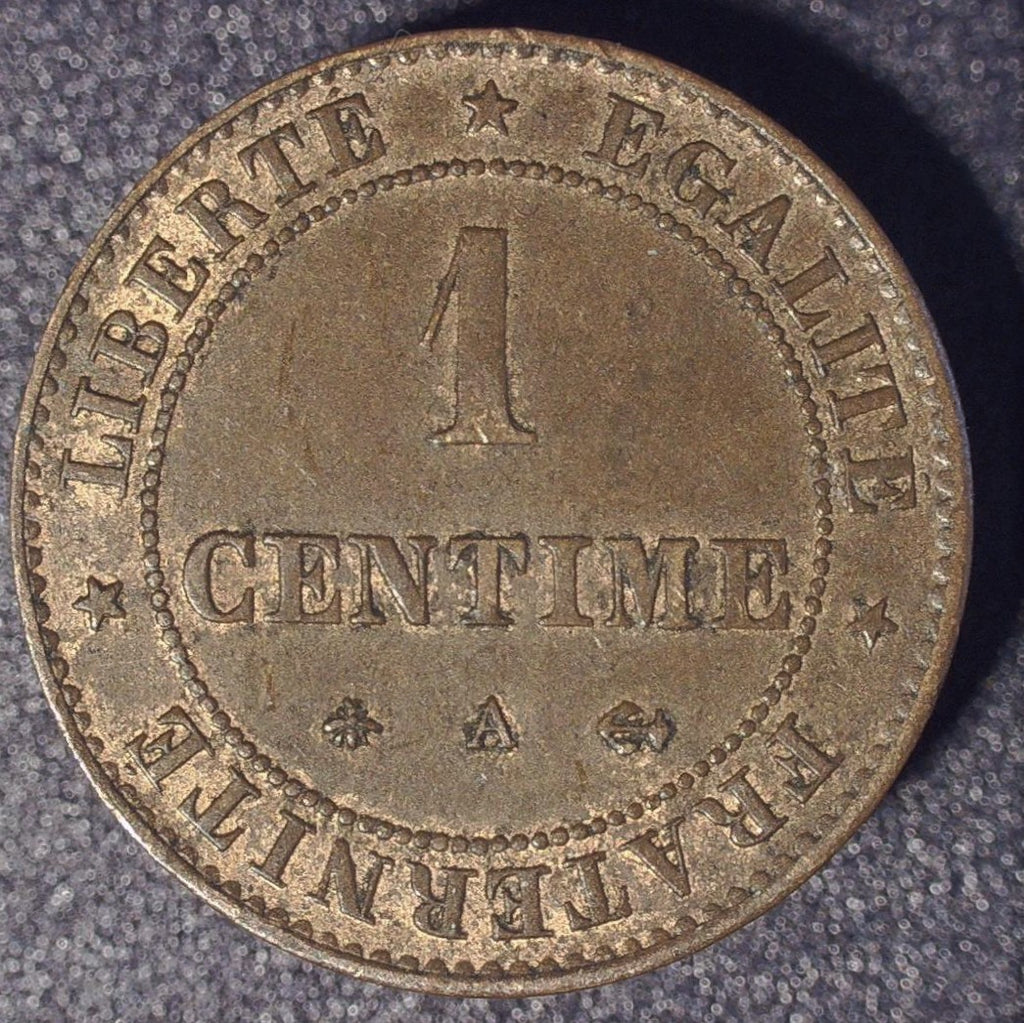 LIBERTÉ ★ EGALITÉ ★ FRATERNITÉ ★
1
CENTIME
A